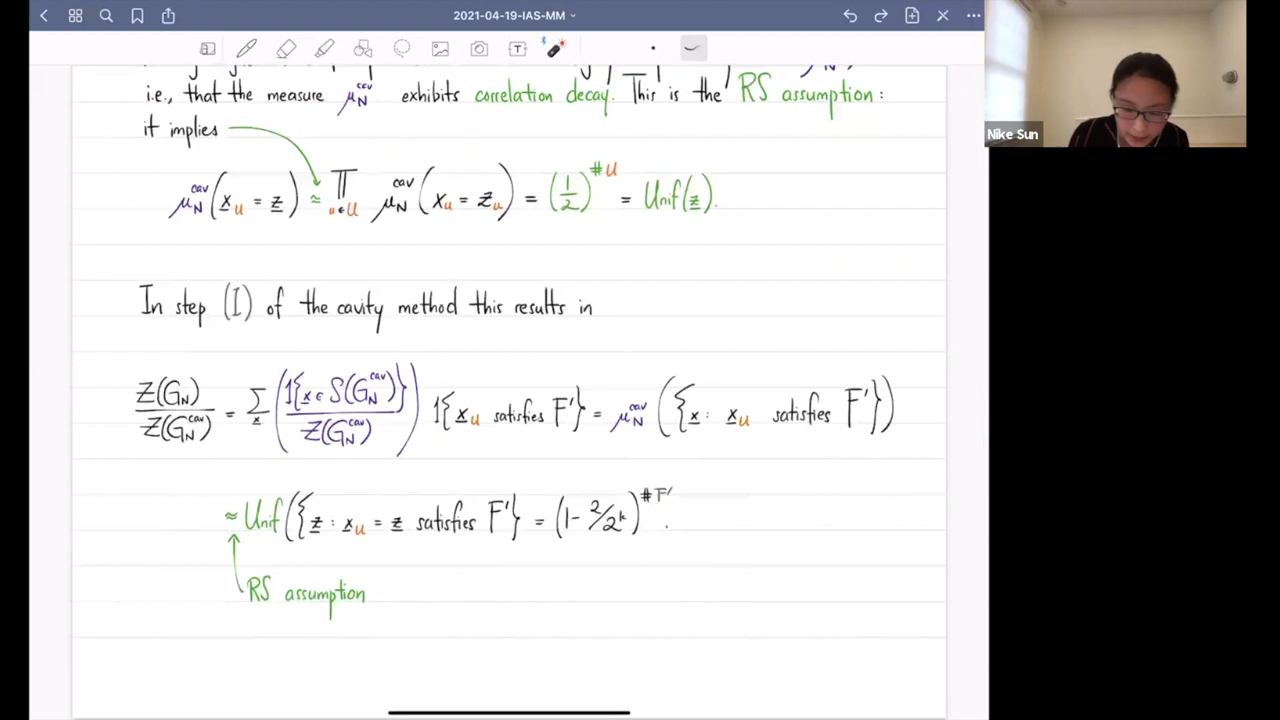 2021-04-19-IAS-MM
Nike Sun
i.e., that the measure μ_N^cav exhibits correlation decay. This is the RS assumption:
it implies
μ_N^cav(x_U = z) ≈ ∏_{u∈U} μ_N^cav(x_u = z_u) = (1/2)^{#U} = Unif(z).
In step (I) of the cavity method this results in
Z(G_N)/Z(G_N^cav) = Σ_x (1{x ∈ S(G_N^cav)}/Z(G_N^cav)) 1{x_U satisfies F'} = μ_N^cav({x : x_U satisfies F'})
≈ Unif({z : x_U = z satisfies F'} = (1 - 2/2^k)^{#F'}.
RS assumption